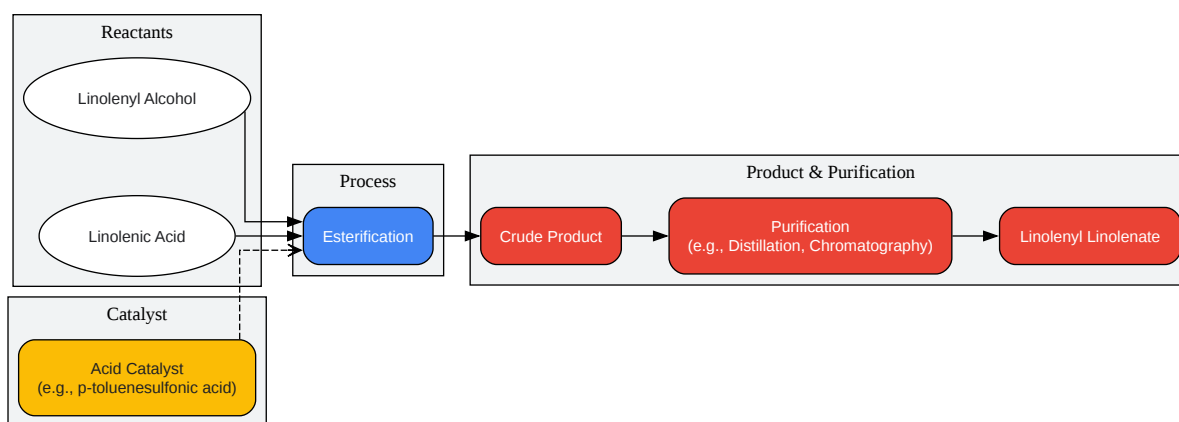 Reactants
Linolenyl Alcohol
Linolenic Acid
Catalyst
Acid Catalyst
(e.g., p-toluenesulfonic acid)
Process
Esterification
Product & Purification
Crude Product
Purification
(e.g., Distillation, Chromatography)
Linolenyl Linolenate